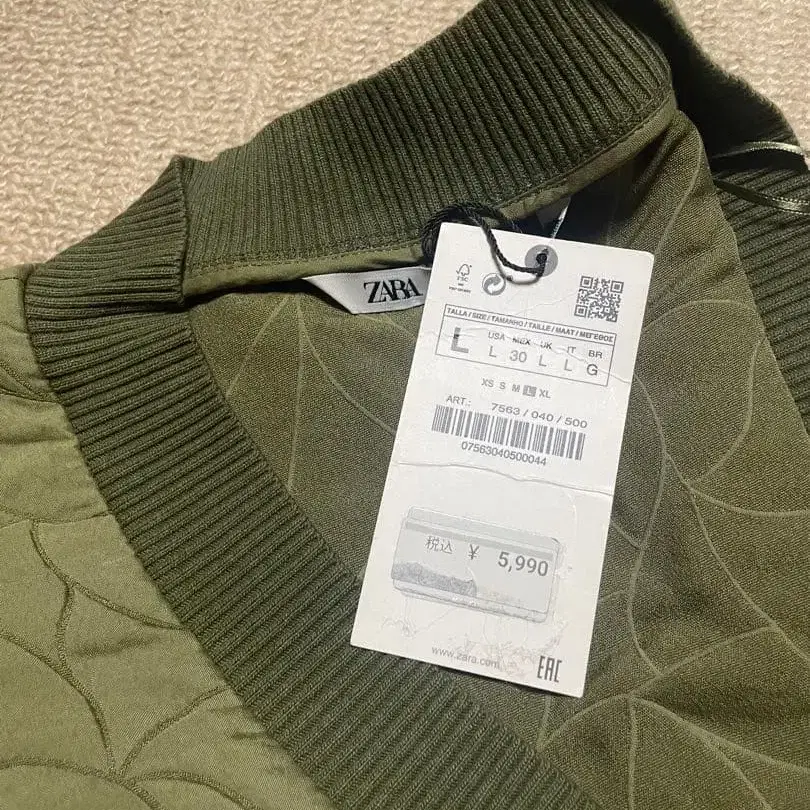 ZARA
FSC
TALLA / SIZE / TAMANHO / TAILLE / MAAT / ΜΕΓΕΘΟΣ
L
USA MEX UK IT BR
L 30 L L G
XS S M L XL
ART.: 7563 / 040 / 500
07563040500044
税込 ¥ 5,990
www.zara.com
EAC